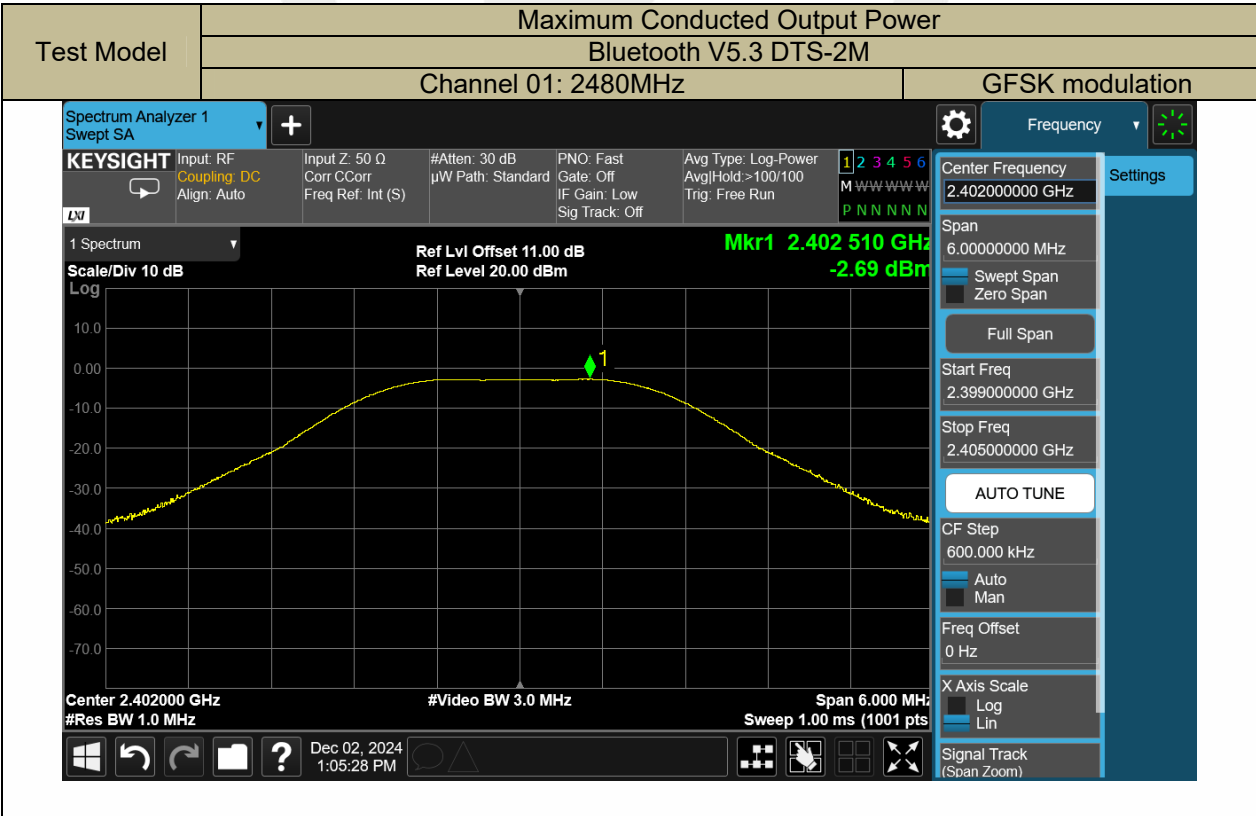 Test Model
Maximum Conducted Output Power
Bluetooth V5.3 DTS-2M
Channel 01: 2480MHz
GFSK modulation
Spectrum Analyzer 1
Swept SA
+
Frequency
KEYSIGHT
LXI
Input: RF
Coupling: DC
Align: Auto
Input Z: 50 Ω
Corr CCorr
Freq Ref: Int (S)
#Atten: 30 dB
µW Path: Standard
PNO: Fast
Gate: Off
IF Gain: Low
Sig Track: Off
Avg Type: Log-Power
Avg|Hold:>100/100
Trig: Free Run
1 2 3 4 5 6
M W W W W W
P N N N N N
1 Spectrum
Scale/Div 10 dB
Log
Ref Lvl Offset 11.00 dB
Ref Level 20.00 dBm
Mkr1 2.402 510 GHz
-2.69 dBm
1
10.0
0.00
-10.0
-20.0
-30.0
-40.0
-50.0
-60.0
-70.0
Center 2.402000 GHz
#Res BW 1.0 MHz
#Video BW 3.0 MHz
Span 6.000 MHz
Sweep 1.00 ms (1001 pts
?
Dec 02, 2024
1:05:28 PM
Center Frequency
2.402000000 GHz
Settings
Span
6.00000000 MHz
Swept Span
Zero Span
Full Span
Start Freq
2.399000000 GHz
Stop Freq
2.405000000 GHz
AUTO TUNE
CF Step
600.000 kHz
Auto
Man
Freq Offset
0 Hz
X Axis Scale
Log
Lin
Signal Track
(Span Zoom)